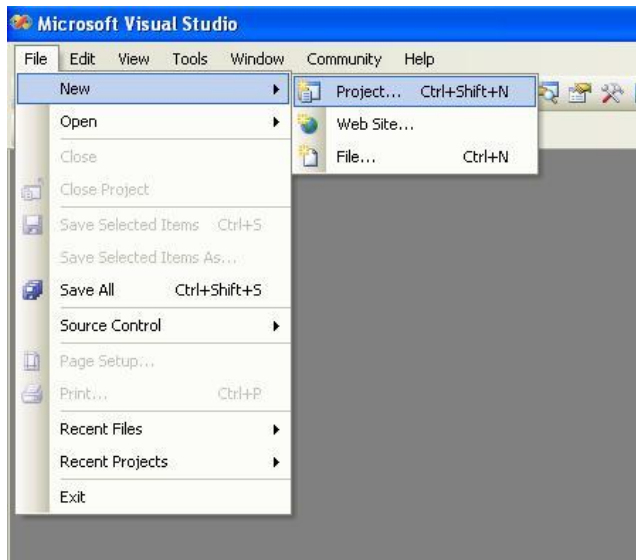 Microsoft Visual Studio
File Edit View Tools Window Community Help
New
Project... Ctrl+Shift+N
Open
Web Site...
Close
File... Ctrl+N
Close Project
Save Selected Items Ctrl+S
Save Selected Items As...
Save All Ctrl+Shift+S
Source Control
Page Setup...
Print... Ctrl+P
Recent Files
Recent Projects
Exit